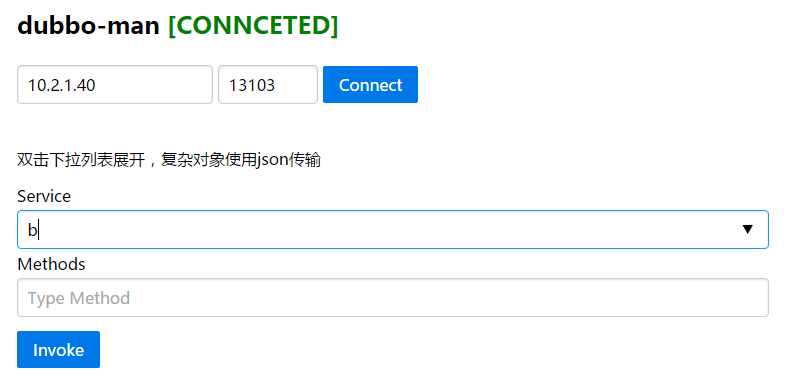 dubbo-man [CONNCETED]
10.2.1.40 13103 Connect
双击下拉列表展开，复杂对象使用json传输
Service
b
Methods
Type Method
Invoke